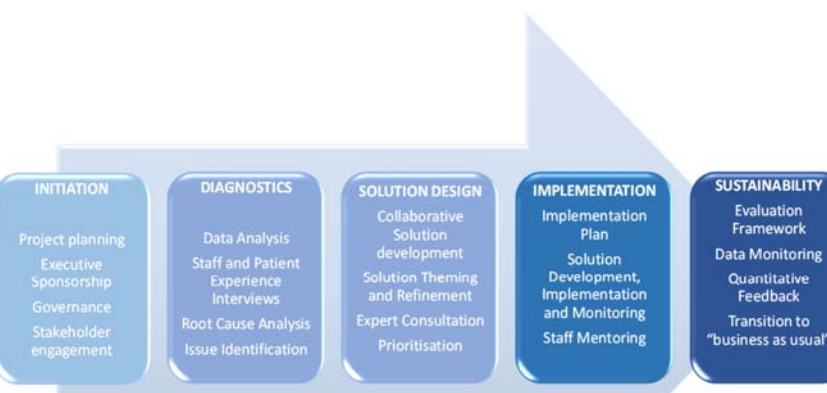 INITIATION
Project planning
Executive
Sponsorship
Governance
Stakeholder
engagement
DIAGNOSTICS
Data Analysis
Staff and Patient
Experience
Interviews
Root Cause Analysis
Issue Identification
SOLUTION DESIGN
Collaborative
Solution
development
Solution Theming
and Refinement
Expert Consultation
Prioritisation
IMPLEMENTATION
Implementation
Plan
Solution
Development,
Implementation
and Monitoring
Staff Mentoring
SUSTAINABILITY
Evaluation
Framework
Data Monitoring
Quantitative
Feedback
Transition to
“business as usual”